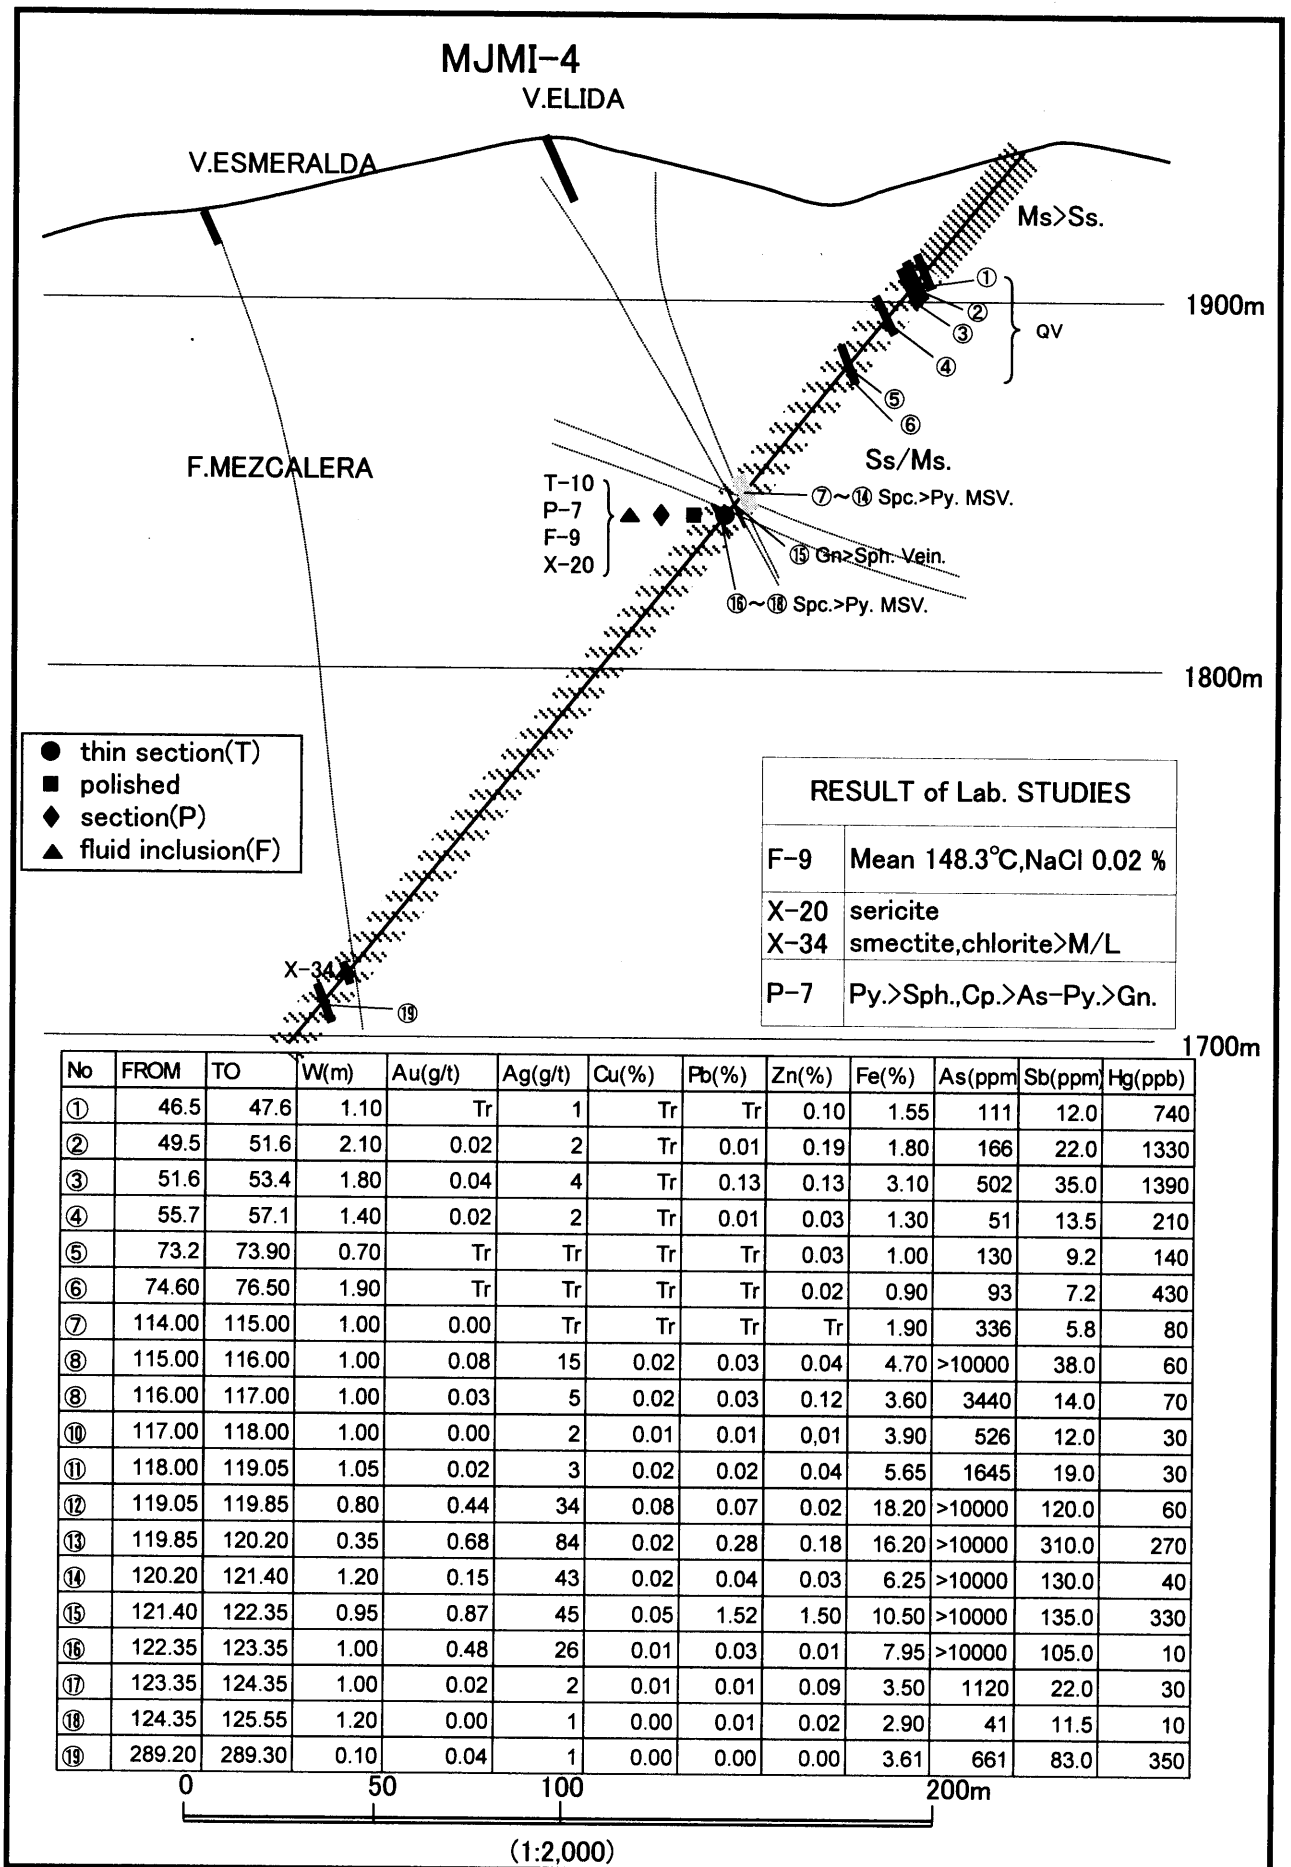 MJMI-4
V.ELIDA
V.ESMERALDA
Ms>Ss.
①
1900m
②
③
QV
④
⑤
⑥
Ss/Ms.
F.MEZCALERA
T-10
P-7
F-9
X-20
⑦~⑭ Spc.>Py. MSV.
⑮ Gn>Sph. Vein.
⑯~⑱ Spc.>Py. MSV.
1800m
thin section(T)
polished
section(P)
fluid inclusion(F)
RESULT of Lab. STUDIES
F-9 Mean 148.3℃,NaCl 0.02 %
X-20 sericite
X-34 smectite,chlorite>M/L
P-7 Py.>Sph.,Cp.>As-Py.>Gn.
X-34
⑲
1700m
No FROM TO W(m) Au(g/t) Ag(g/t) Cu(%) Pb(%) Zn(%) Fe(%) As(ppm Sb(ppm) Hg(ppb)
① 46.5 47.6 1.10 Tr 1 Tr Tr 0.10 1.55 111 12.0 740
② 49.5 51.6 2.10 0.02 2 Tr 0.01 0.19 1.80 166 22.0 1330
③ 51.6 53.4 1.80 0.04 4 Tr 0.13 0.13 3.10 502 35.0 1390
④ 55.7 57.1 1.40 0.02 2 Tr 0.01 0.03 1.30 51 13.5 210
⑤ 73.2 73.90 0.70 Tr Tr Tr Tr 0.03 1.00 130 9.2 140
⑥ 74.60 76.50 1.90 Tr Tr Tr Tr 0.02 0.90 93 7.2 430
⑦ 114.00 115.00 1.00 0.00 Tr Tr Tr Tr 1.90 336 5.8 80
⑧ 115.00 116.00 1.00 0.08 15 0.02 0.03 0.04 4.70 >10000 38.0 60
⑧ 116.00 117.00 1.00 0.03 5 0.02 0.03 0.12 3.60 3440 14.0 70
⑩ 117.00 118.00 1.00 0.00 2 0.01 0.01 0,01 3.90 526 12.0 30
⑪ 118.00 119.05 1.05 0.02 3 0.02 0.02 0.04 5.65 1645 19.0 30
⑫ 119.05 119.85 0.80 0.44 34 0.08 0.07 0.02 18.20 >10000 120.0 60
⑬ 119.85 120.20 0.35 0.68 84 0.02 0.28 0.18 16.20 >10000 310.0 270
⑭ 120.20 121.40 1.20 0.15 43 0.02 0.04 0.03 6.25 >10000 130.0 40
⑮ 121.40 122.35 0.95 0.87 45 0.05 1.52 1.50 10.50 >10000 135.0 330
⑯ 122.35 123.35 1.00 0.48 26 0.01 0.03 0.01 7.95 >10000 105.0 10
⑰ 123.35 124.35 1.00 0.02 2 0.01 0.01 0.09 3.50 1120 22.0 30
⑱ 124.35 125.55 1.20 0.00 1 0.00 0.01 0.02 2.90 41 11.5 10
⑲ 289.20 289.30 0.10 0.04 1 0.00 0.00 0.00 3.61 661 83.0 350
0 50 100 200m
(1:2,000)